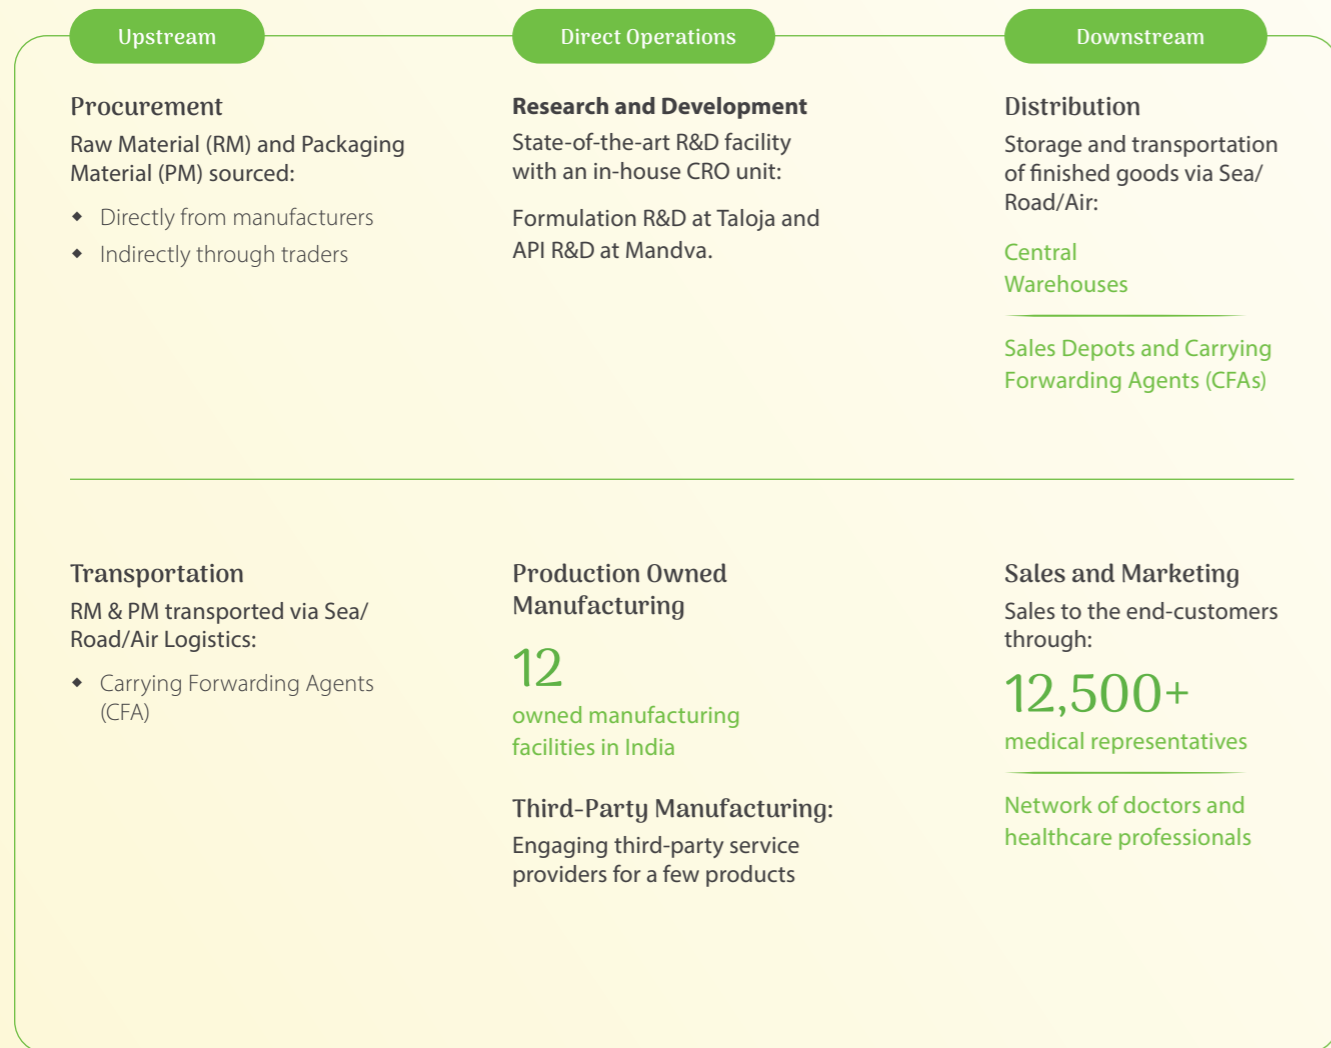 Upstream
Procurement
Raw Material (RM) and Packaging
Material (PM) sourced:
◆ Directly from manufacturers
◆ Indirectly through traders
Transportation
RM & PM transported via Sea/
Road/Air Logistics:
◆ Carrying Forwarding Agents
(CFA)
Direct Operations
Research and Development
State-of-the-art R&D facility
with an in-house CRO unit:
Formulation R&D at Taloja and
API R&D at Mandva.
Production Owned
Manufacturing
12
owned manufacturing
facilities in India
Third-Party Manufacturing:
Engaging third-party service
providers for a few products
Downstream
Distribution
Storage and transportation
of finished goods via Sea/
Road/Air:
Central
Warehouses
Sales Depots and Carrying
Forwarding Agents (CFAs)
Sales and Marketing
Sales to the end-customers
through:
12,500+
medical representatives
Network of doctors and
healthcare professionals